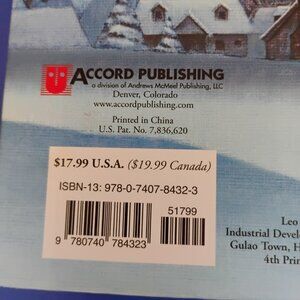 ACCORD PUBLISHING
a division of Andrews McMeel Publishing, LLC
Denver, Colorado
www.accordpublishing.com
Printed in China
U.S. Pat. No. 7,836,620
$17.99 U.S.A. ($19.99 Canada)
ISBN-13: 978-0-7407-8432-3
51799
9 780740 784323
Leo
Industrial Devel
Gulao Town, H
4th Prin